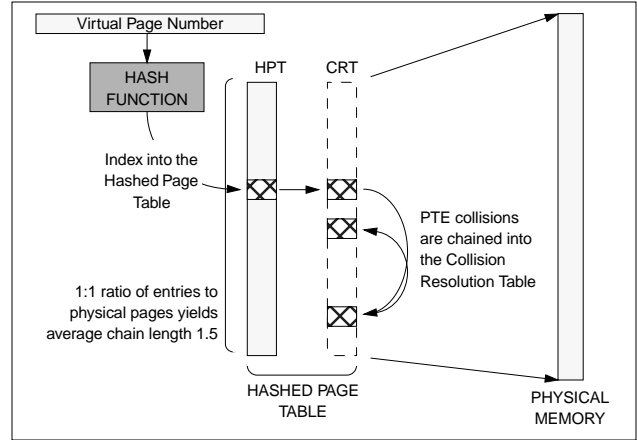 Virtual Page Number
HASH
FUNCTION
HPT
CRT
Index into the
Hashed Page
Table
PTE collisions
are chained into
the Collision
Resolution Table
1:1 ratio of entries to
physical pages yields
average chain length 1.5
HASHED PAGE
TABLE
PHYSICAL
MEMORY